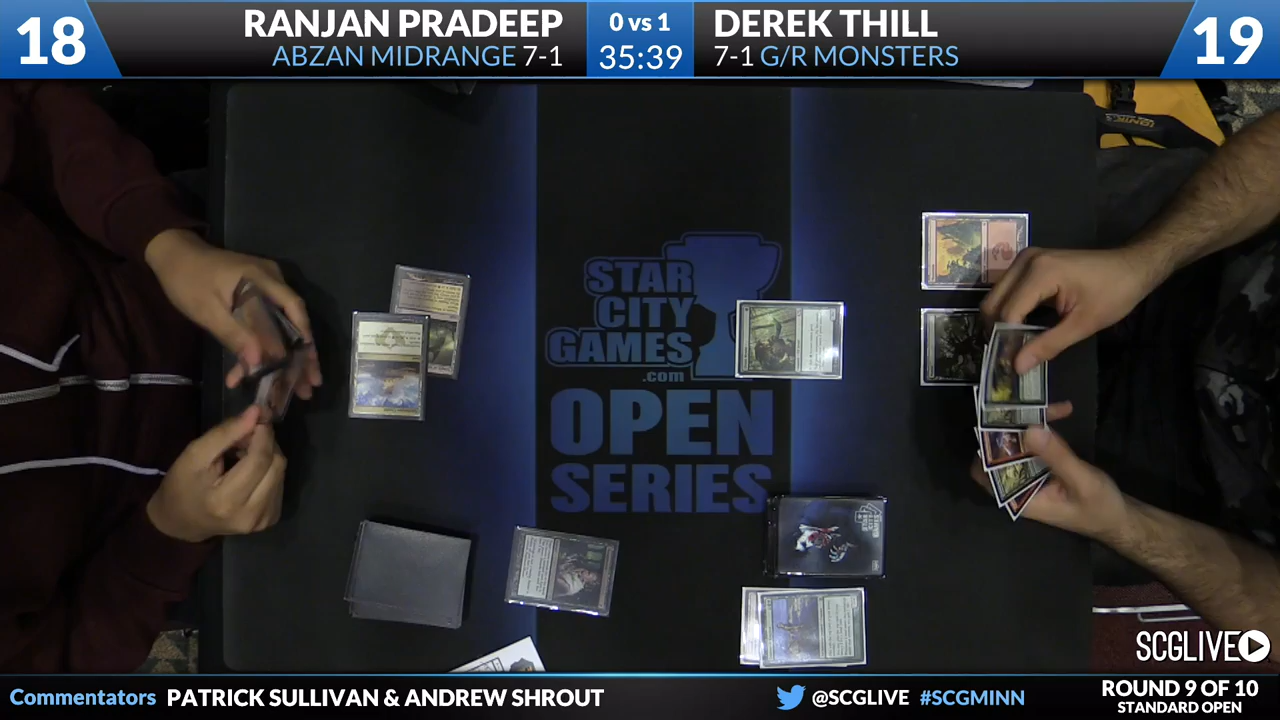 18
RANJAN PRADEEP
ABZAN MIDRANGE 7-1
0 vs 1
35:39
DEREK THILL
7-1 G/R MONSTERS
19
STAR
CITY
GAMES
.com
OPEN
SERIES
SCGLIVE
Commentators PATRICK SULLIVAN & ANDREW SHROUT
@SCGLIVE #SCGMINN
ROUND 9 OF 10
STANDARD OPEN